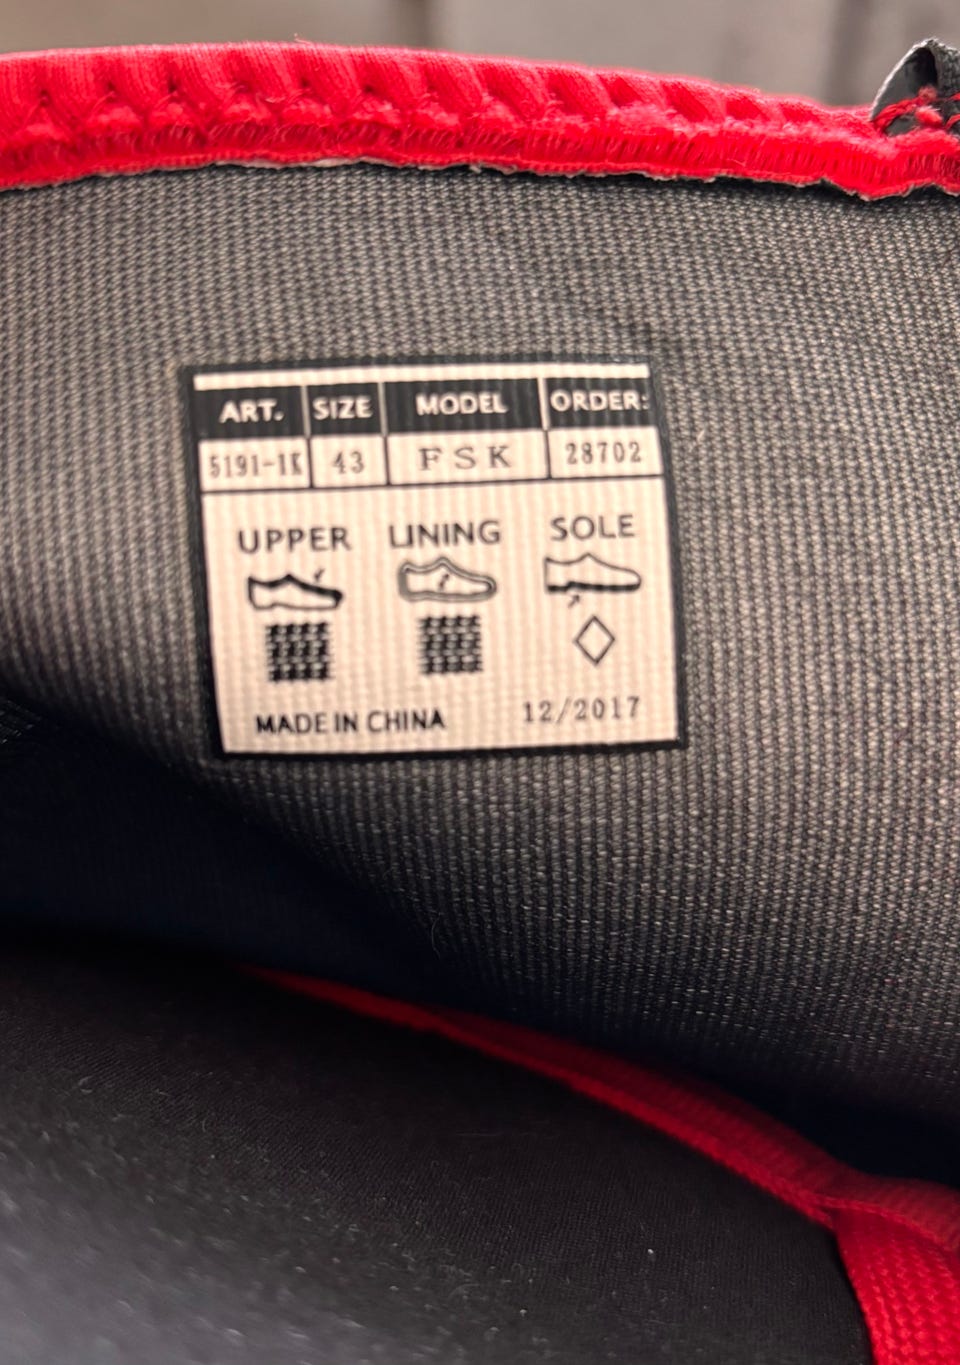 ART. SIZE MODEL ORDER:
5191-1K 43 FSK 28702
UPPER LINING SOLE
MADE IN CHINA 12/2017